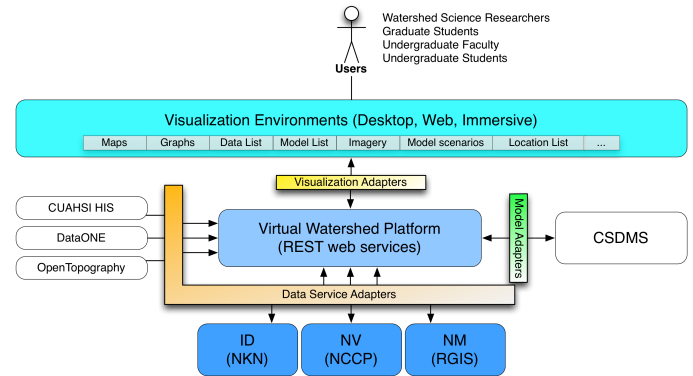 Watershed Science Researchers
Graduate Students
Undergraduate Faculty
Undergraduate Students
Users
Visualization Environments (Desktop, Web, Immersive)
Maps
Graphs
Data List
Model List
Imagery
Model scenarios
Location List
...
Visualization Adapters
CUAHSI HIS
DataONE
OpenTopography
Virtual Watershed Platform
(REST web services)
Model Adapters
CSDMS
Data Service Adapters
ID
(NKN)
NV
(NCCP)
NM
(RGIS)